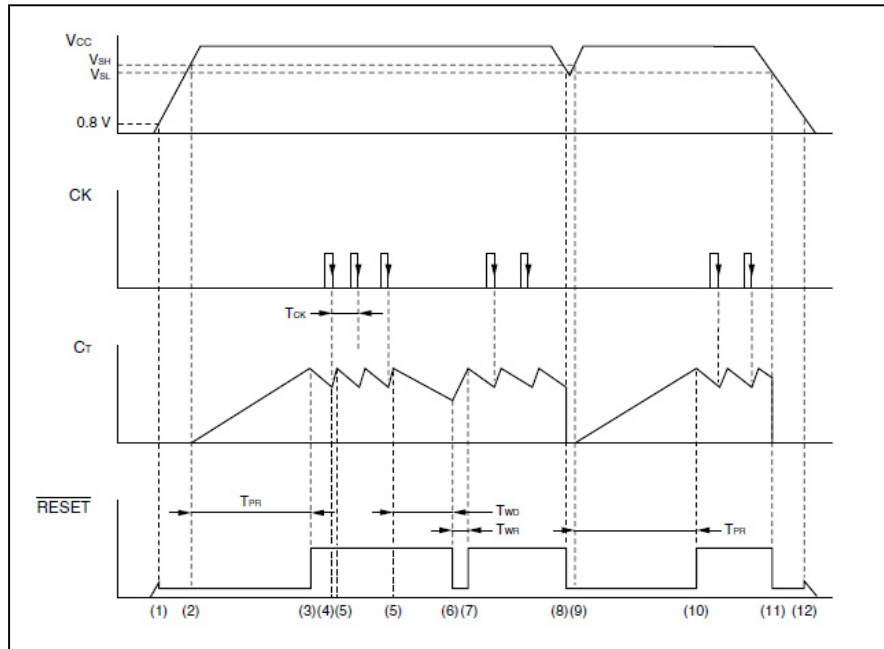 VCC
VSH
VSL
0.8 V
CK
TCK
CT
RESET
TPR
TWD
TWR
TPR
(1) (2) (3) (4) (5) (5) (6) (7) (8) (9) (10) (11) (12)